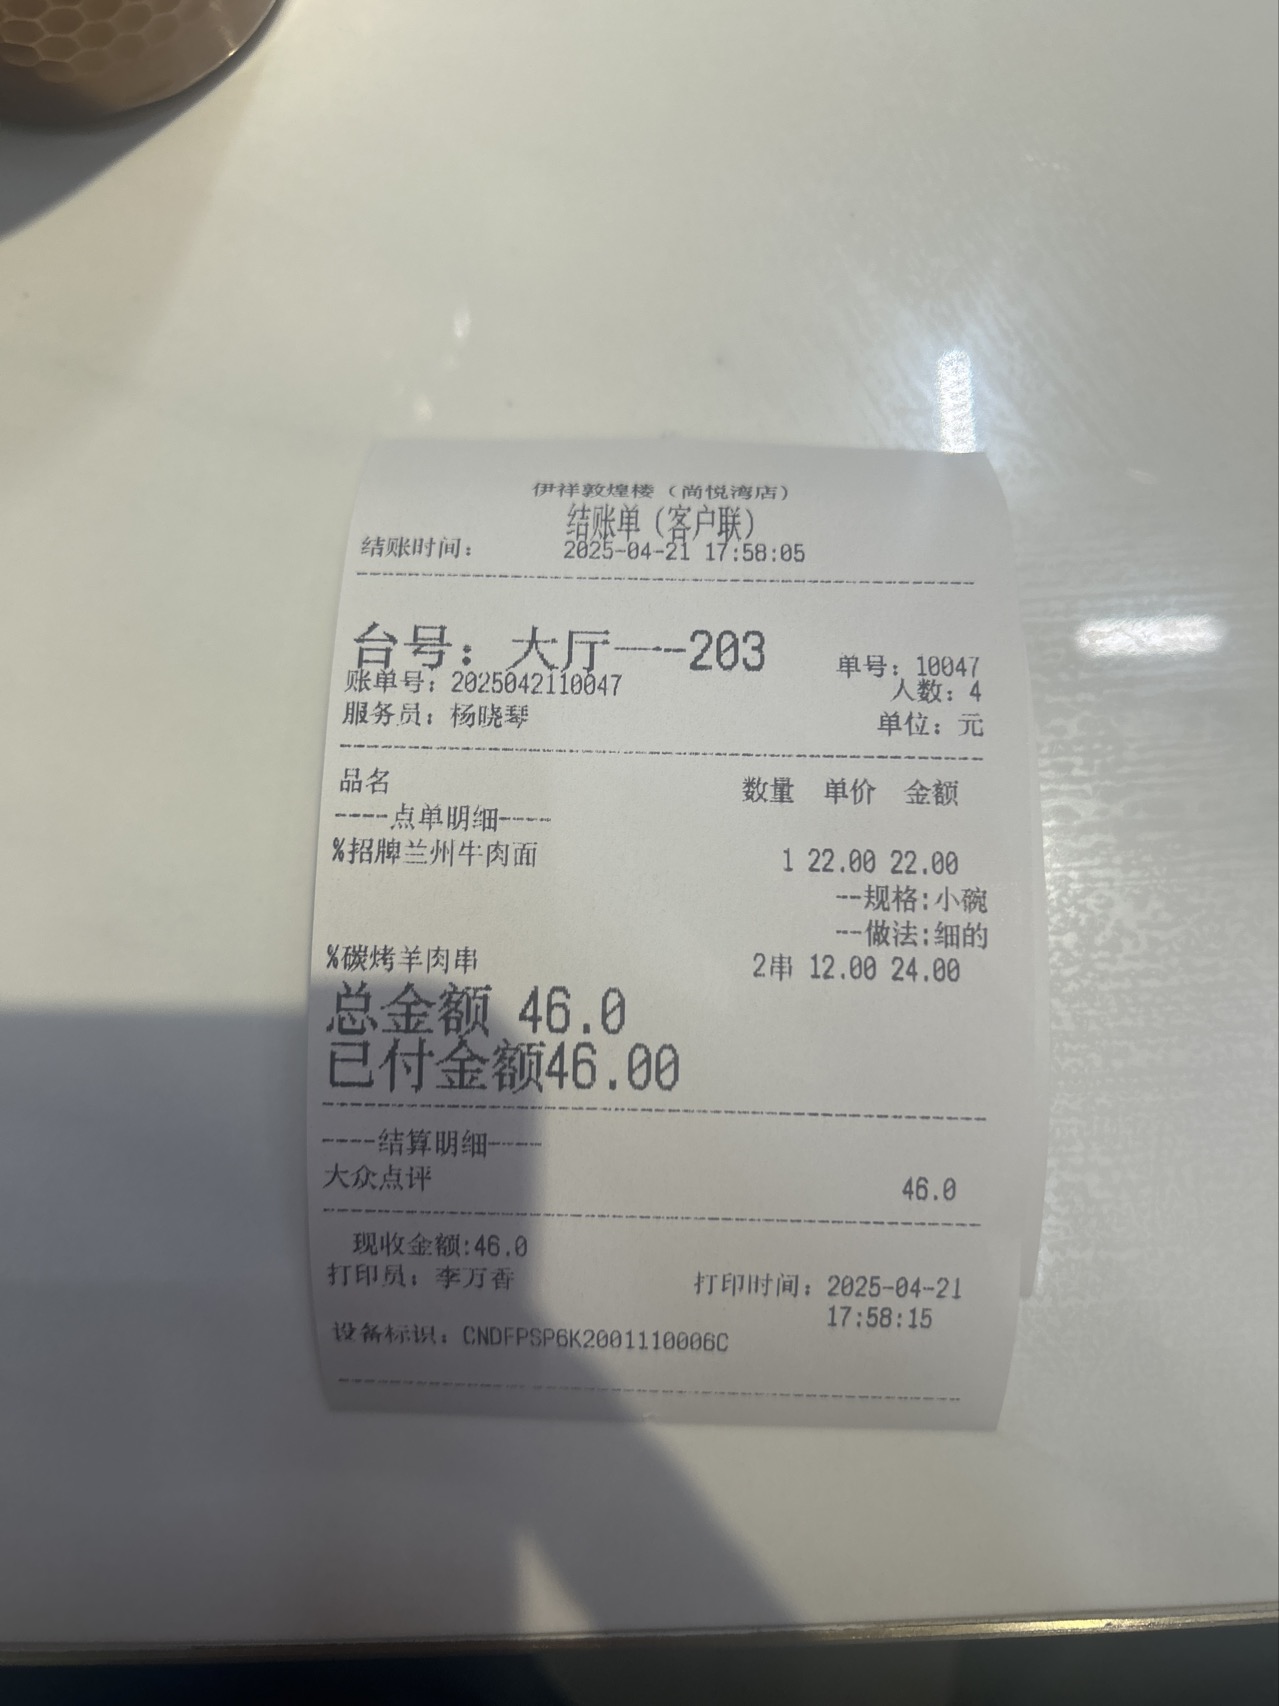 伊祥敦煌楼（尚悦湾店）
结账单（客户联）
结账时间： 2025-04-21 17:58:05
台号：大厅---203 单号：10047
账单号：2025042110047 人数：4
服务员：杨晓琴 单位：元
品名 数量 单价 金额
----点单明细----
%招牌兰州牛肉面 1 22.00 22.00
--规格:小碗
--做法:细的
%碳烤羊肉串 2串 12.00 24.00
总金额 46.0
已付金额46.00
----结算明细----
大众点评 46.0
现收金额:46.0
打印员：李万香 打印时间：2025-04-21
17:58:15
设备标识：CNDFPSP6K2001110006C